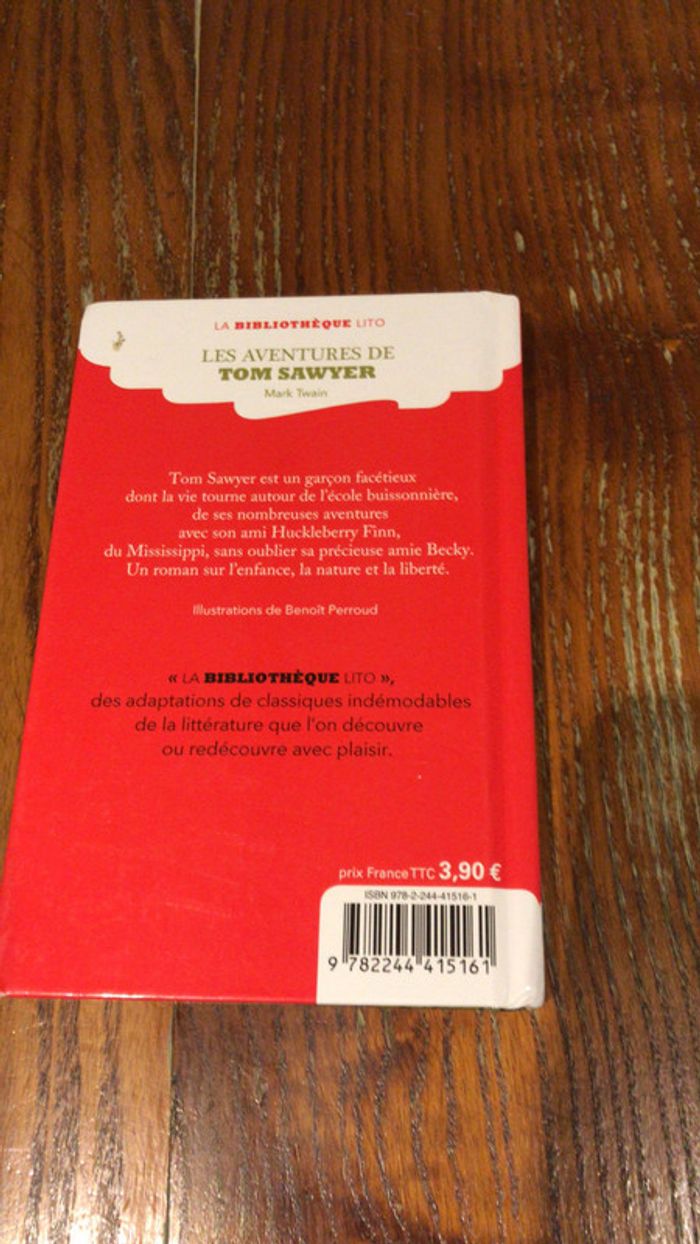 LA BIBLIOTHÈQUE LITO
LES AVENTURES DE
TOM SAWYER
Mark Twain
Tom Sawyer est un garçon facétieux
dont la vie tourne autour de l'école buissonnière,
de ses nombreuses aventures
avec son ami Huckleberry Finn,
du Mississippi, sans oublier sa précieuse amie Becky.
Un roman sur l'enfance, la nature et la liberté.
Illustrations de Benoît Perroud
« LA BIBLIOTHÈQUE LITO »,
des adaptations de classiques indémodables
de la littérature que l'on découvre
ou redécouvre avec plaisir.
prix France TTC 3,90 €
ISBN 978-2-244-41516-1
9 782244 415161